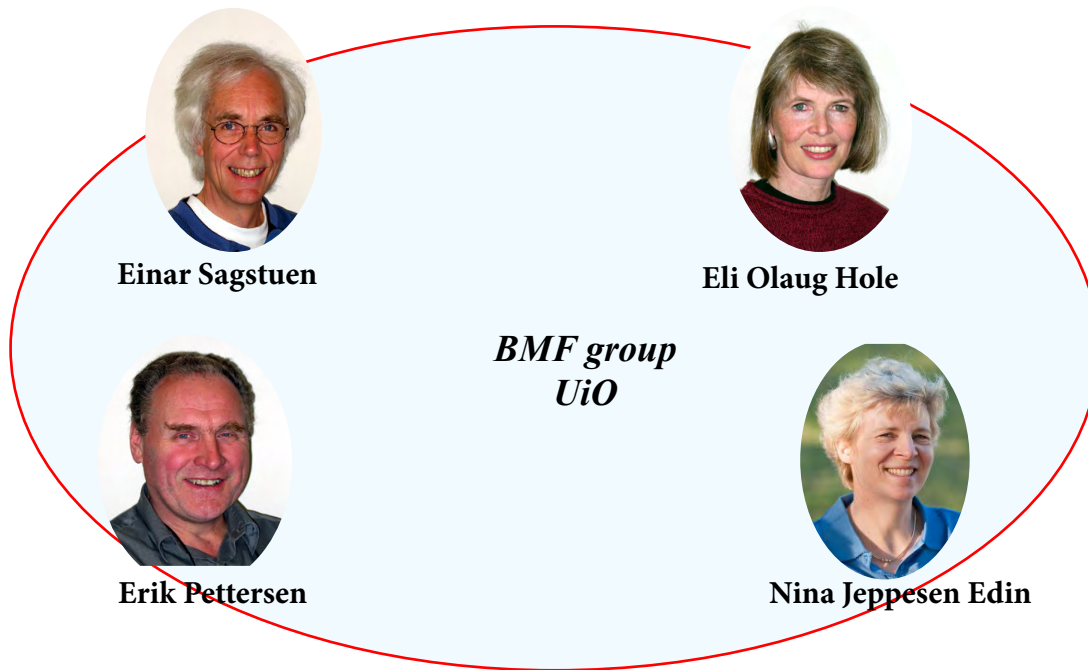 Einar Sagstuen
Eli Olaug Hole
BMF group
UiO
Erik Pettersen
Nina Jeppesen Edin